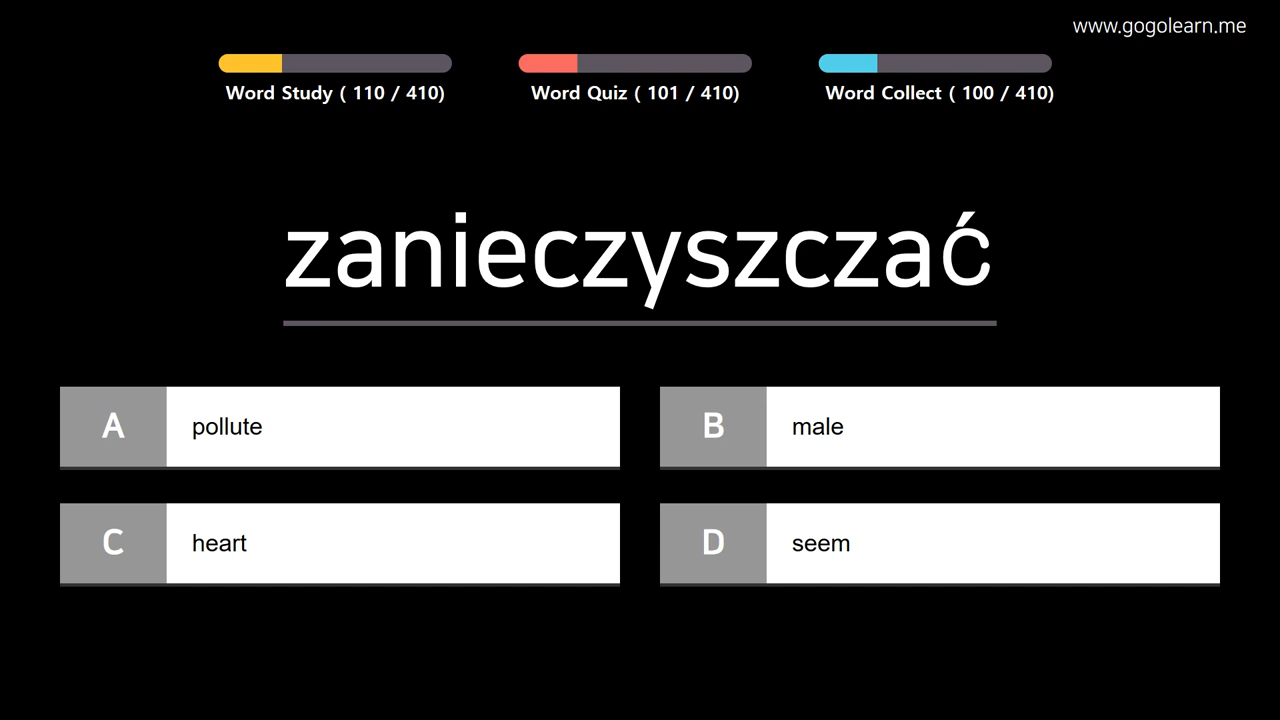 www.gogolearn.me
Word Study ( 110 / 410)
Word Quiz ( 101 / 410)
Word Collect ( 100 / 410)
zanieczyszczać
A pollute
B male
C heart
D seem